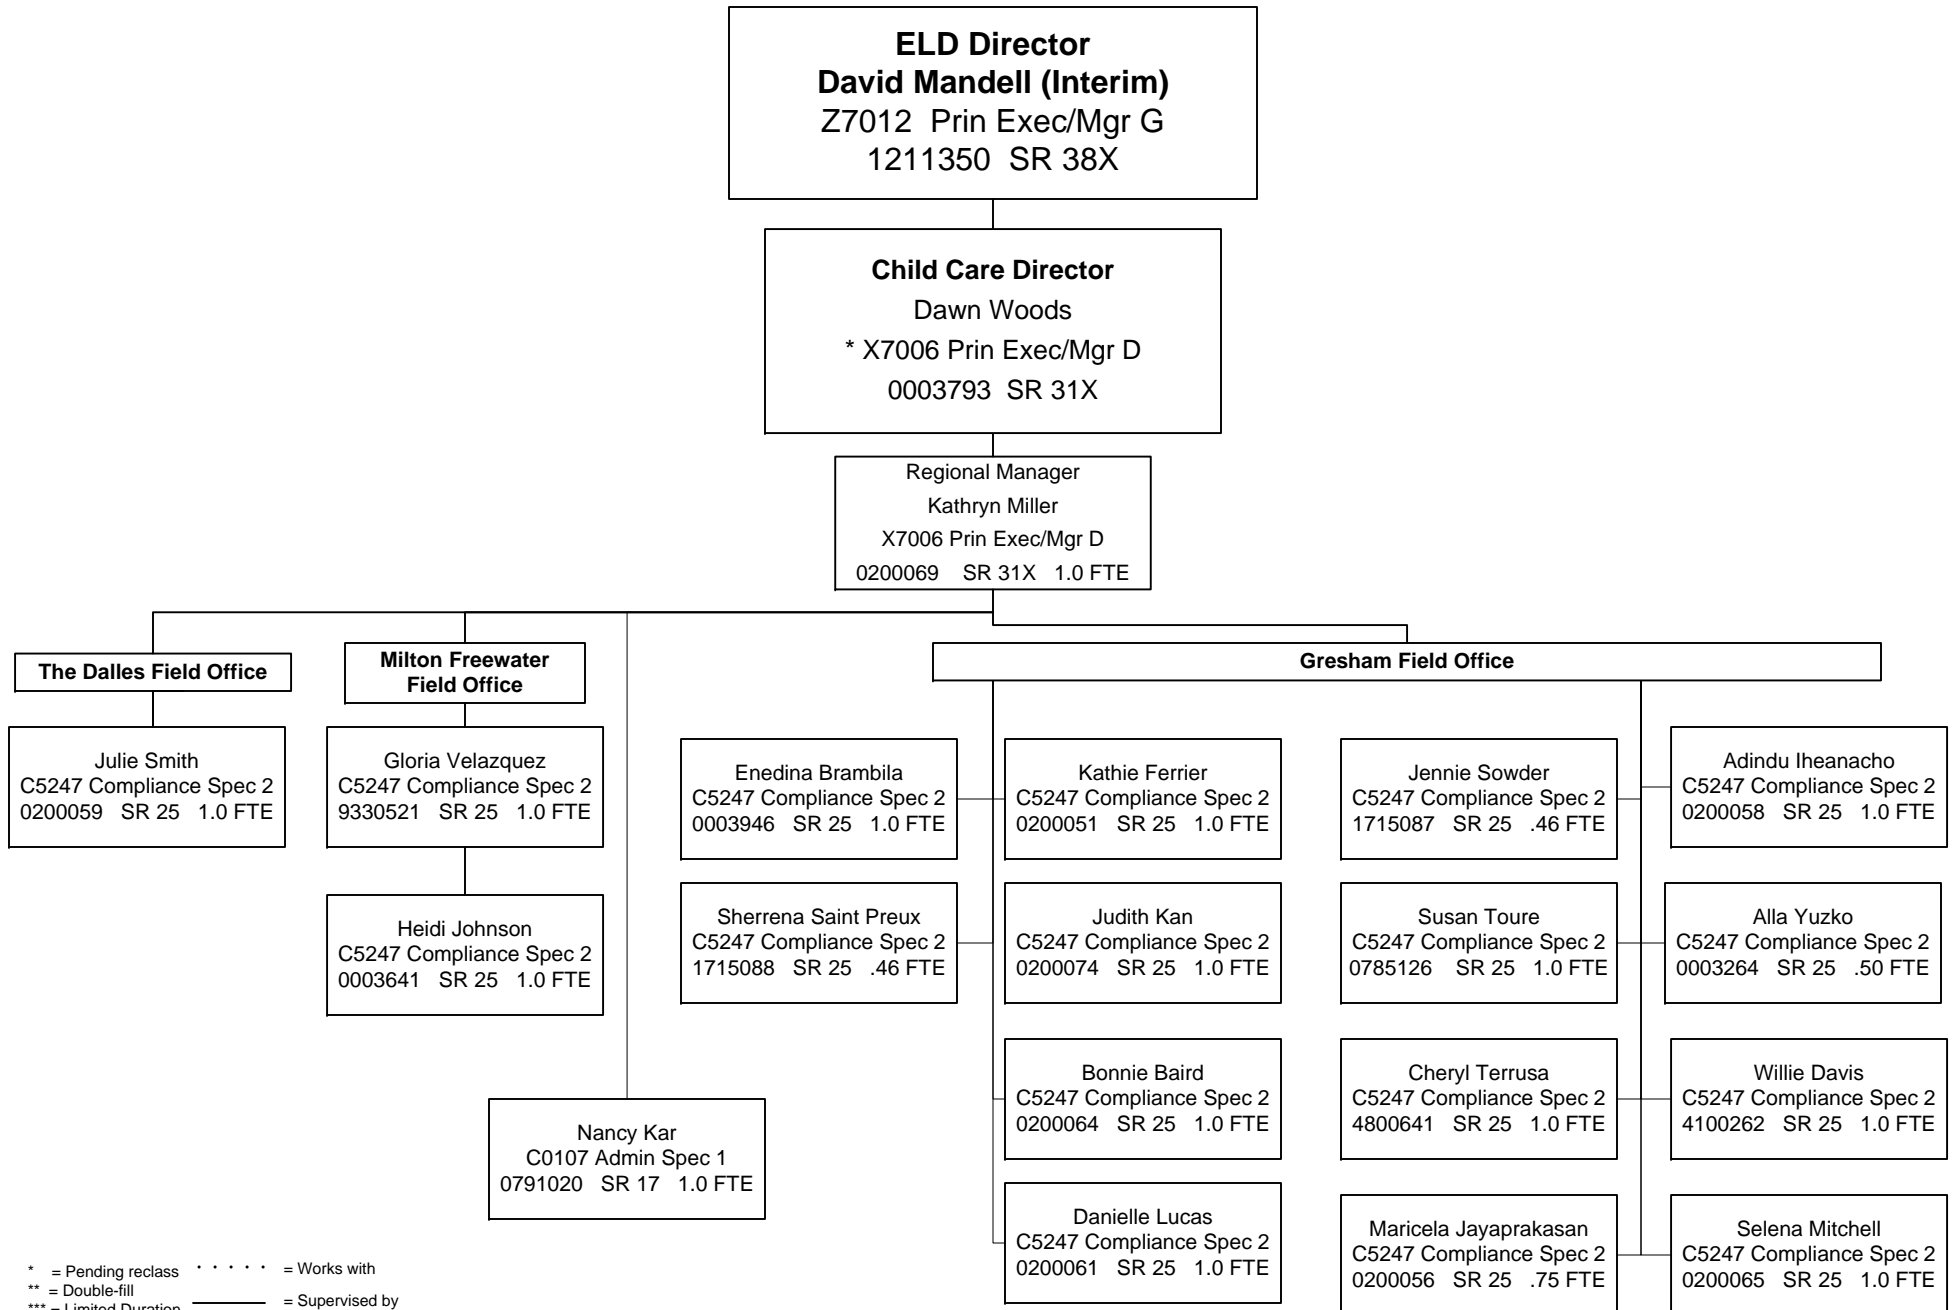 ELD Director
David Mandell (Interim)
Z7012  Prin Exec/Mgr G
1211350  SR 38X
Child Care Director
Dawn Woods
* X7006 Prin Exec/Mgr D
0003793  SR 31X
Regional Manager
Kathryn Miller
X7006 Prin Exec/Mgr D
0200069   SR 31X   1.0 FTE
The Dalles Field Office
Julie Smith
C5247 Compliance Spec 2
0200059   SR 25   1.0 FTE
Milton Freewater
Field Office
Gloria Velazquez
C5247 Compliance Spec 2
9330521   SR 25   1.0 FTE
Heidi Johnson
C5247 Compliance Spec 2
0003641   SR 25   1.0 FTE
Nancy Kar
C0107 Admin Spec 1
0791020   SR 17   1.0 FTE
Gresham Field Office
Enedina Brambila
C5247 Compliance Spec 2
0003946   SR 25   1.0 FTE
Sherrena Saint Preux
C5247 Compliance Spec 2
1715088   SR 25   .46 FTE
Kathie Ferrier
C5247 Compliance Spec 2
0200051   SR 25   1.0 FTE
Judith Kan
C5247 Compliance Spec 2
0200074   SR 25   1.0 FTE
Bonnie Baird
C5247 Compliance Spec 2
0200064   SR 25   1.0 FTE
Danielle Lucas
C5247 Compliance Spec 2
0200061   SR 25   1.0 FTE
Jennie Sowder
C5247 Compliance Spec 2
1715087   SR 25   .46 FTE
Susan Toure
C5247 Compliance Spec 2
0785126    SR 25   1.0 FTE
Cheryl Terrusa
C5247 Compliance Spec 2
4800641   SR 25   1.0 FTE
Maricela Jayaprakasan
C5247 Compliance Spec 2
0200056   SR 25   .75 FTE
Adindu Iheanacho
C5247 Compliance Spec 2
0200058   SR 25   1.0 FTE
Alla Yuzko
C5247 Compliance Spec 2
0003264   SR 25   .50 FTE
Willie Davis
C5247 Compliance Spec 2
4100262   SR 25   1.0 FTE
Selena Mitchell
C5247 Compliance Spec 2
0200065   SR 25   1.0 FTE
*   = Pending reclass
**  = Double-fill
*** = Limited Duration
= Works with
= Supervised by